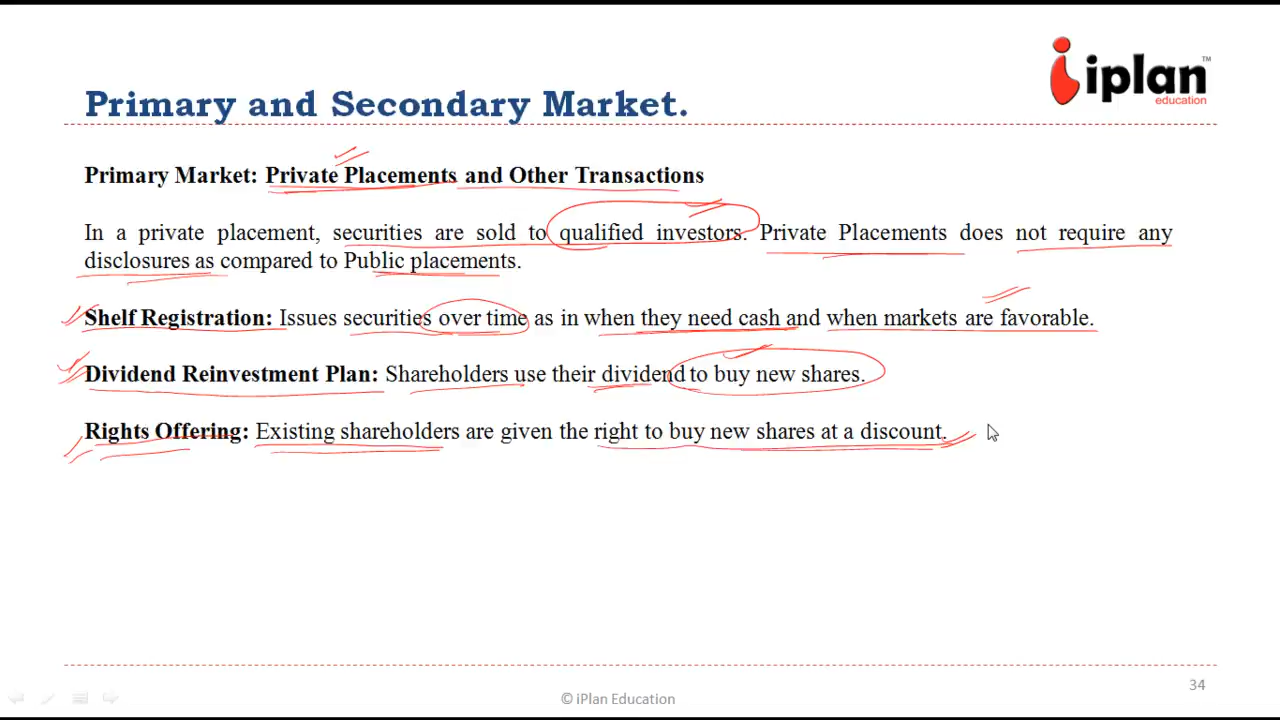 iplan™
education
Primary and Secondary Market.
Primary Market: Private Placements and Other Transactions
In a private placement, securities are sold to qualified investors. Private Placements does not require any
disclosures as compared to Public placements.
Shelf Registration: Issues securities over time as in when they need cash and when markets are favorable.
Dividend Reinvestment Plan: Shareholders use their dividend to buy new shares.
Rights Offering: Existing shareholders are given the right to buy new shares at a discount.
34
© iPlan Education